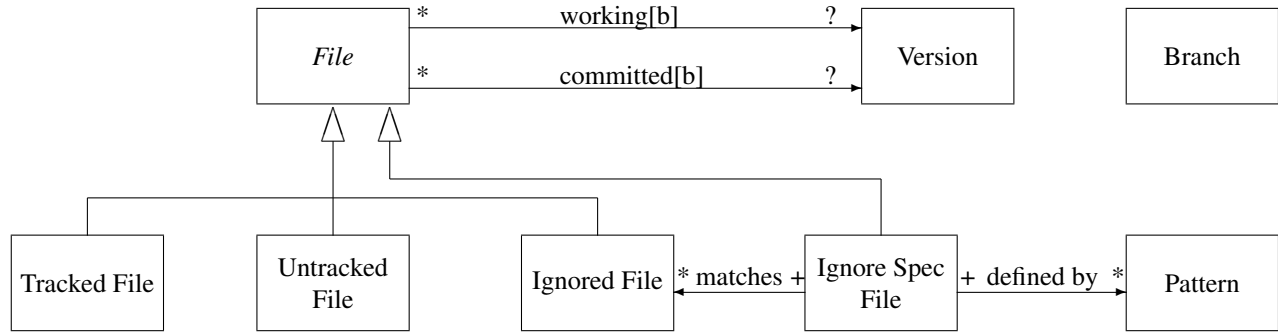 * working[b] ?
File Version Branch
* committed[b] ?
Tracked File
Untracked
File
Ignored File
* matches +
Ignore Spec
File
+ defined by *
Pattern